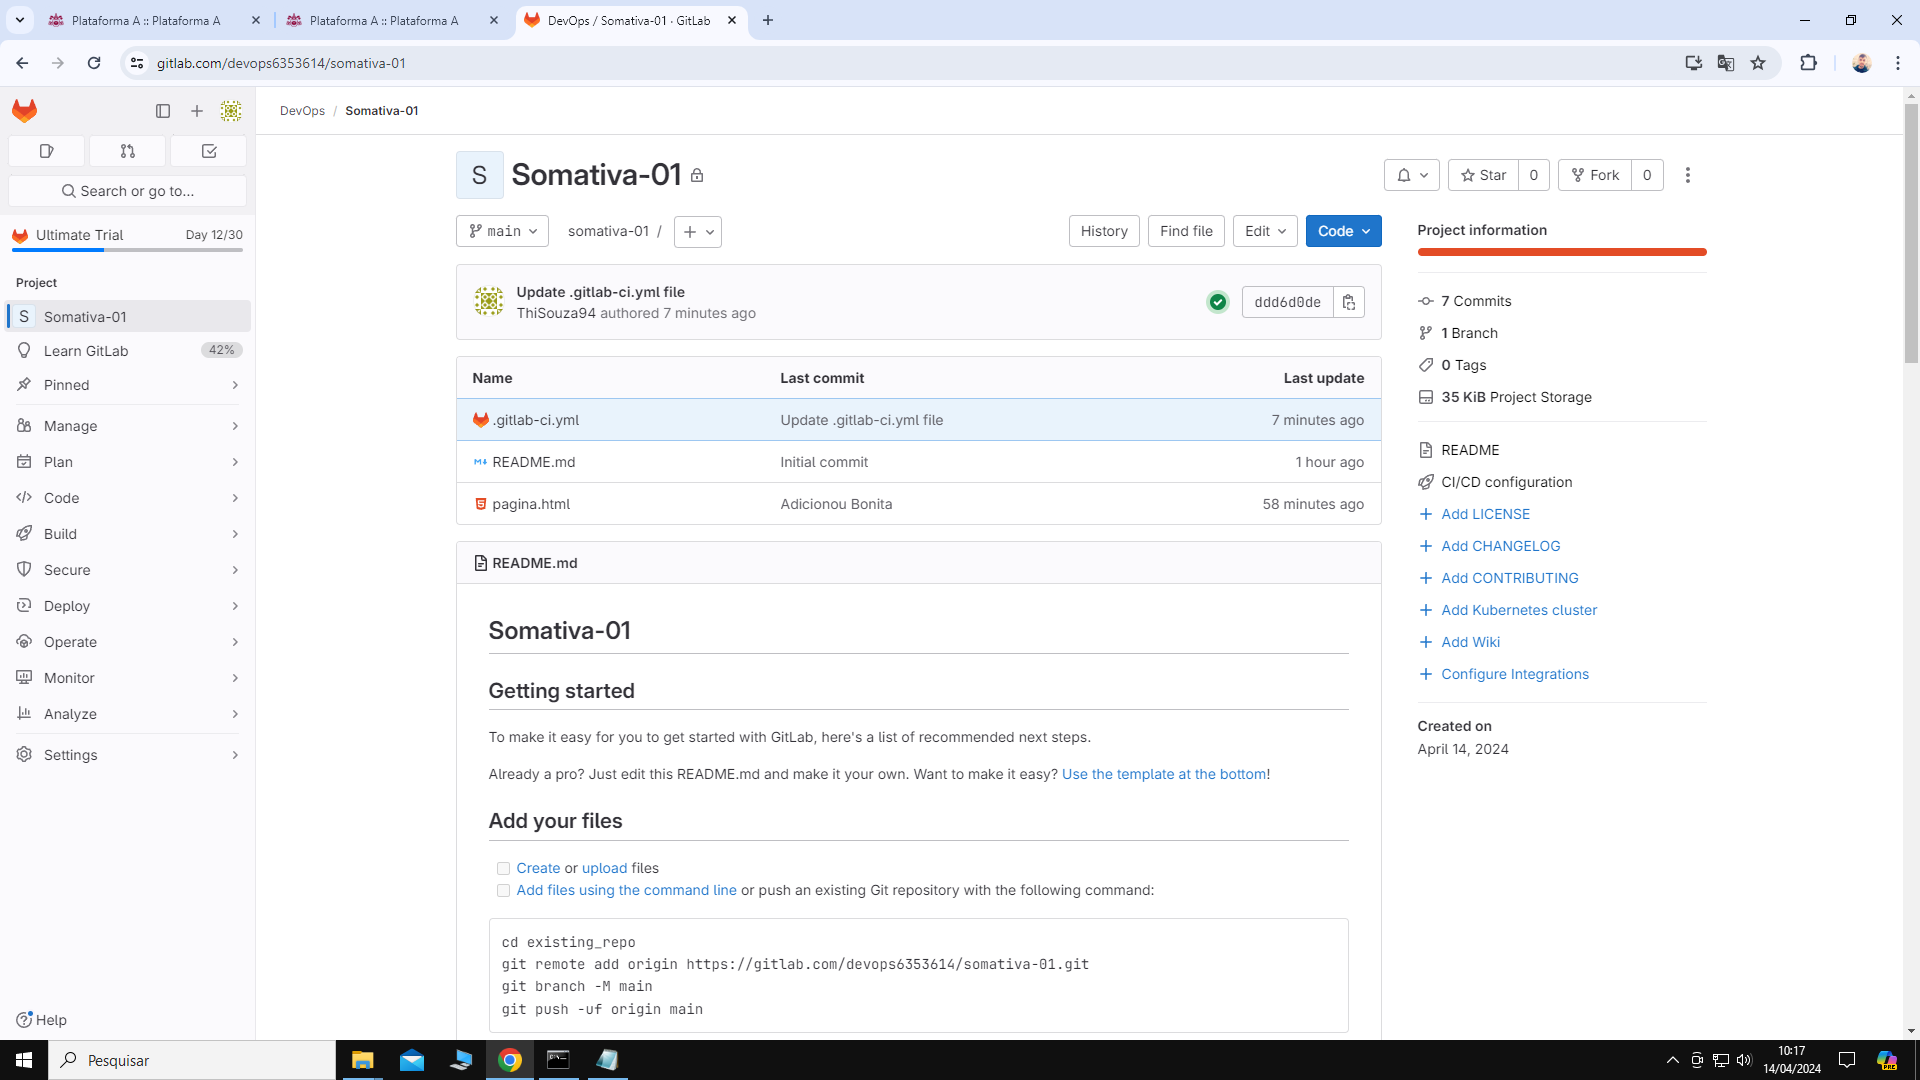 Plataforma A :: Plataforma A
Plataforma A :: Plataforma A
DevOps / Somativa-01 · GitLab
gitlab.com/devops6353614/somativa-01
DevOps / Somativa-01
Search or go to...
Ultimate Trial Day 12/30
Project
S Somativa-01
Learn GitLab 42%
Pinned
Manage
Plan
Code
Build
Secure
Deploy
Operate
Monitor
Analyze
Settings
Help
S Somativa-01
Star 0
Fork 0
main
somativa-01 /
History
Find file
Edit
Code
Update .gitlab-ci.yml file
ThiSouza94 authored 7 minutes ago
ddd6d0de
Name Last commit Last update
.gitlab-ci.yml Update .gitlab-ci.yml file 7 minutes ago
README.md Initial commit 1 hour ago
pagina.html Adicionou Bonita 58 minutes ago
README.md
Somativa-01
Getting started
To make it easy for you to get started with GitLab, here's a list of recommended next steps.
Already a pro? Just edit this README.md and make it your own. Want to make it easy? Use the template at the bottom!
Add your files
Create or upload files
Add files using the command line or push an existing Git repository with the following command:
cd existing_repo
git remote add origin https://gitlab.com/devops6353614/somativa-01.git
git branch -M main
git push -uf origin main
Project information
7 Commits
1 Branch
0 Tags
35 KiB Project Storage
README
CI/CD configuration
Add LICENSE
Add CHANGELOG
Add CONTRIBUTING
Add Kubernetes cluster
Add Wiki
Configure Integrations
Created on
April 14, 2024
Pesquisar
10:17
14/04/2024
PRE